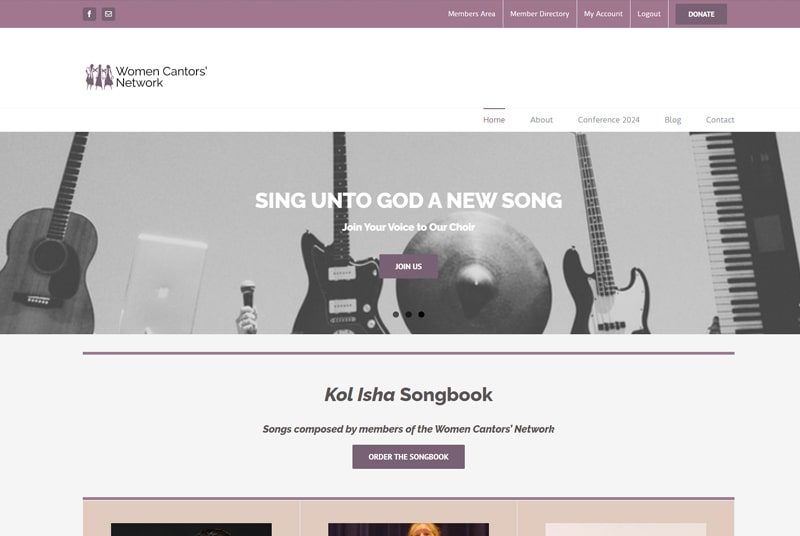 Members Area
Member Directory
My Account
Logout
DONATE
Women Cantors'
Network
Home
About
Conference 2024
Blog
Contact
SING UNTO GOD A NEW SONG
Join Your Voice to Our Choir
JOIN US
Kol Isha Songbook
Songs composed by members of the Women Cantors' Network
ORDER THE SONGBOOK